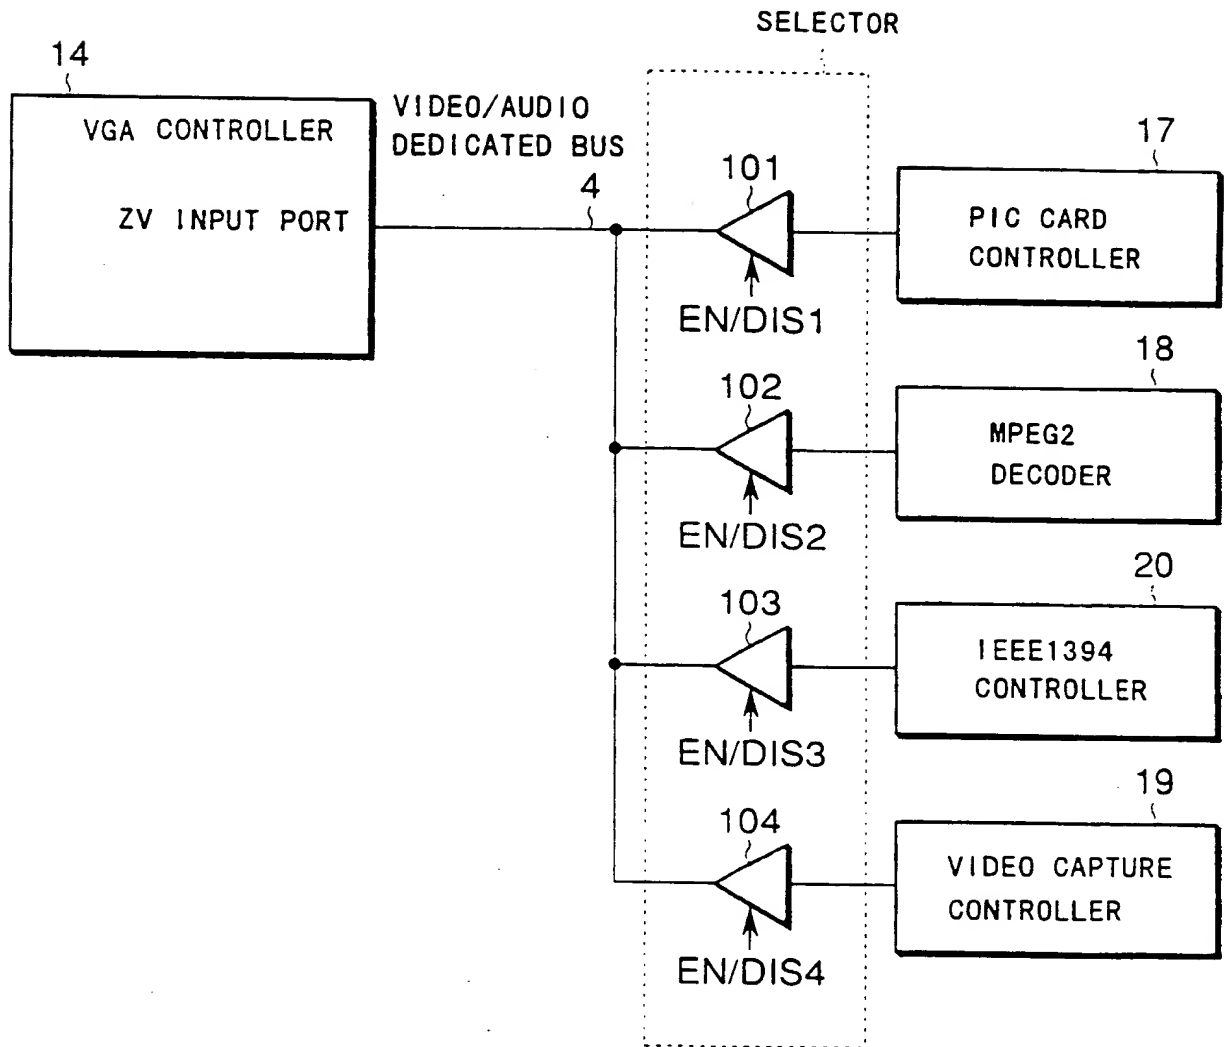 SELECTOR
14
VGA CONTROLLER
ZV INPUT PORT
VIDEO/AUDIO
DEDICATED BUS
4
101
EN/DIS1
17
PIC CARD
CONTROLLER
102
EN/DIS2
18
MPEG2
DECODER
103
EN/DIS3
20
IEEE1394
CONTROLLER
104
EN/DIS4
19
VIDEO CAPTURE
CONTROLLER